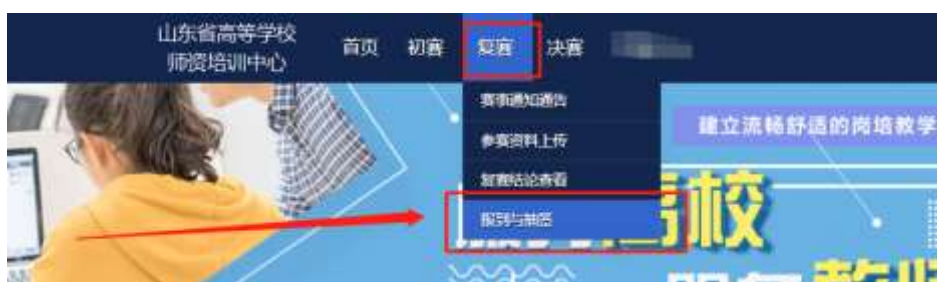 山东省高等学校
师资培训中心
首页 初赛 复赛 决赛
赛事通知通告
参赛资料上传
复赛结论查看
报到与抽签
建立流畅舒适的岗培教学
高校